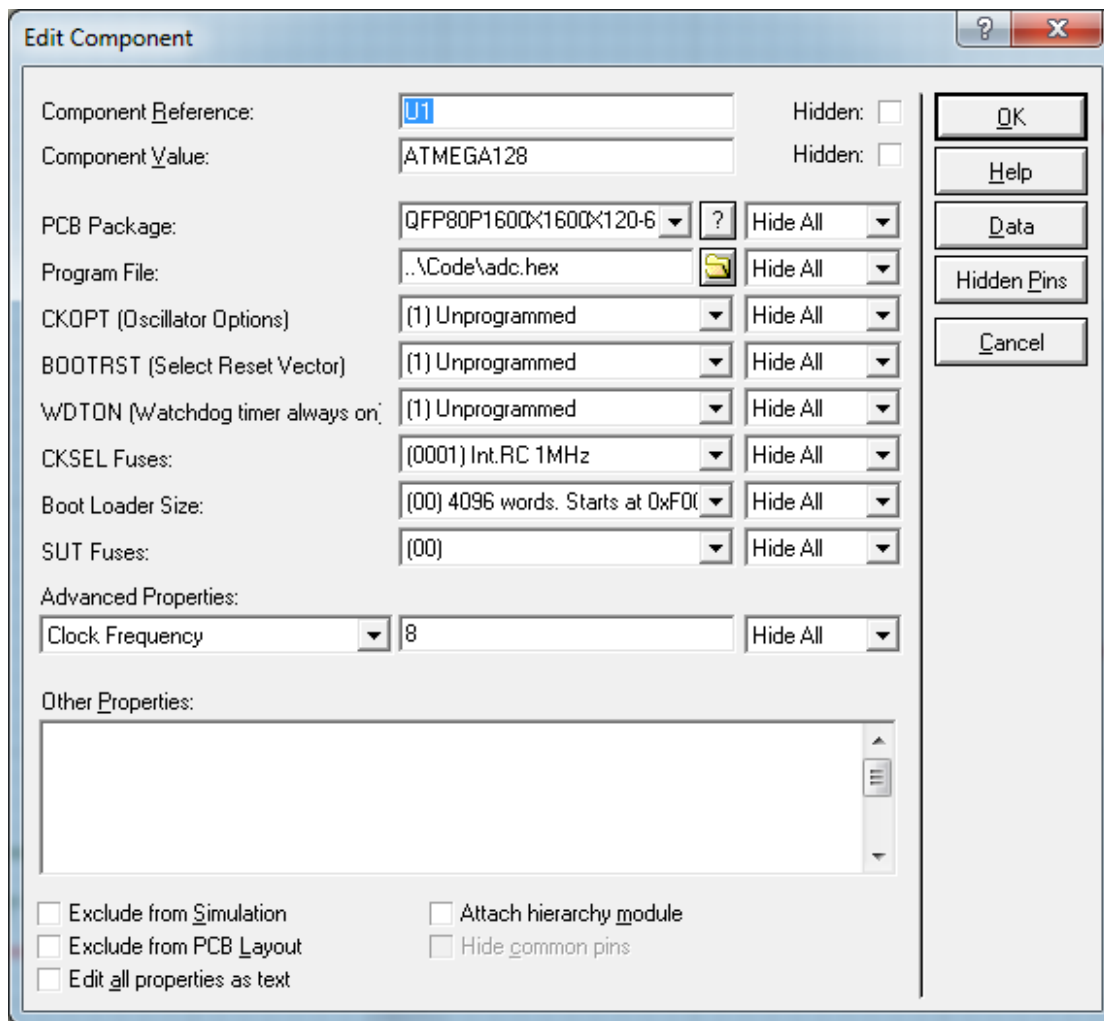 Edit Component
Component Reference: U1 Hidden: OK
Component Value: ATMEGA128 Hidden: Help
PCB Package: QFP80P1600X1600X120-6 ? Hide All Data
Program File: ..\Code\adc.hex Hide All Hidden Pins
CKOPT (Oscillator Options) (1) Unprogrammed Hide All Cancel
BOOTRST (Select Reset Vector) (1) Unprogrammed Hide All
WDTON (Watchdog timer always on) (1) Unprogrammed Hide All
CKSEL Fuses: (0001) Int.RC 1MHz Hide All
Boot Loader Size: (00) 4096 words. Starts at 0xF0( Hide All
SUT Fuses: (00) Hide All
Advanced Properties:
Clock Frequency 8 Hide All
Other Properties:
Exclude from Simulation Attach hierarchy module
Exclude from PCB Layout Hide common pins
Edit all properties as text